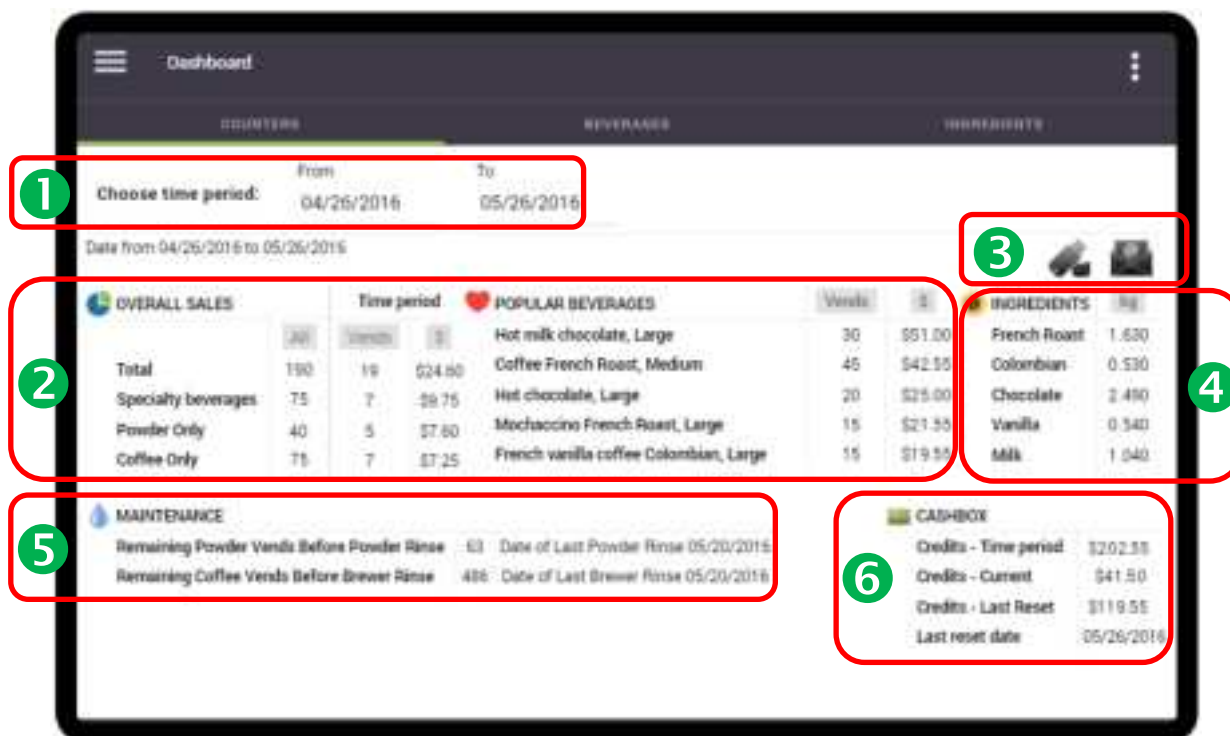 Dashboard
COUNTERS BEVERAGES INGREDIENTS
From To
1 Choose time period: 04/26/2016 05/26/2016
Date from 04/26/2016 to 05/26/2016
3
OVERALL SALES Time period POPULAR BEVERAGES Vends $ INGREDIENTS kg
All Vends $ Hot milk chocolate, Large 30 $51.00 French Roast 1.630
Total 190 19 $24.60 Coffee French Roast, Medium 45 $42.55 Colombian 0.530
2 Specialty beverages 75 7 $9.75 Hot chocolate, Large 20 $25.00 Chocolate 2.490 4
Powder Only 40 5 $7.60 Mochaccino French Roast, Large 15 $21.55 Vanilla 0.540
Coffee Only 75 7 $7.25 French vanilla coffee Colombian, Large 15 $19.55 Milk 1.040
MAINTENANCE CASHBOX
5 Remaining Powder Vends Before Powder Rinse 63 Date of Last Powder Rinse 05/20/2016 Credits - Time period $202.55
Remaining Coffee Vends Before Brewer Rinse 486 Date of Last Brewer Rinse 05/20/2016 6 Credits - Current $41.50
Credits - Last Reset $119.55
Last reset date 05/26/2016